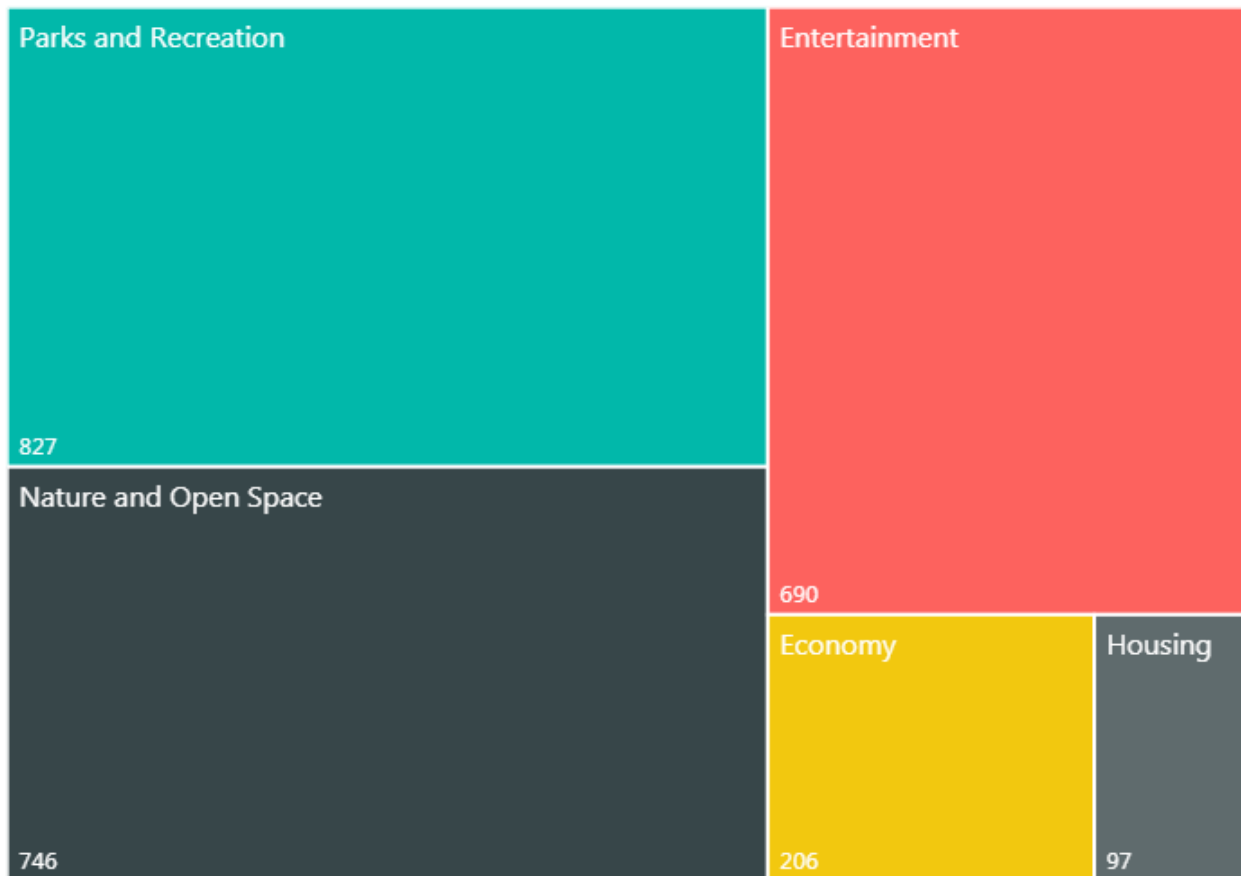 Parks and Recreation
827
Nature and Open Space
746
Entertainment
690
Economy
206
Housing
97